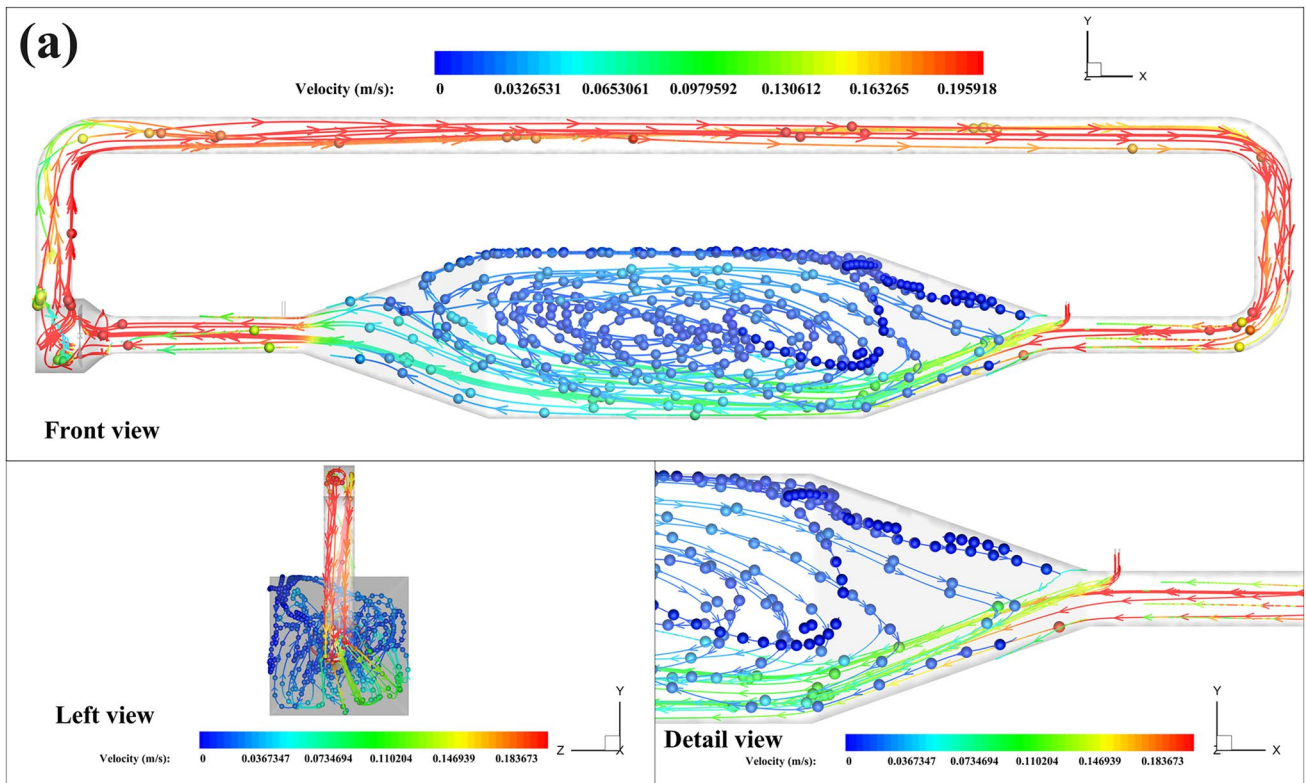 (a)
Velocity (m/s): 0 0.0326531 0.0653061 0.0979592 0.130612 0.163265 0.195918
Y
X
Front view
Left view
Y
Z X
Velocity (m/s): 0 0.0367347 0.0734694 0.110204 0.146939 0.183673
Detail view
Y
X
Velocity (m/s): 0 0.0367347 0.0734694 0.110204 0.146939 0.183673